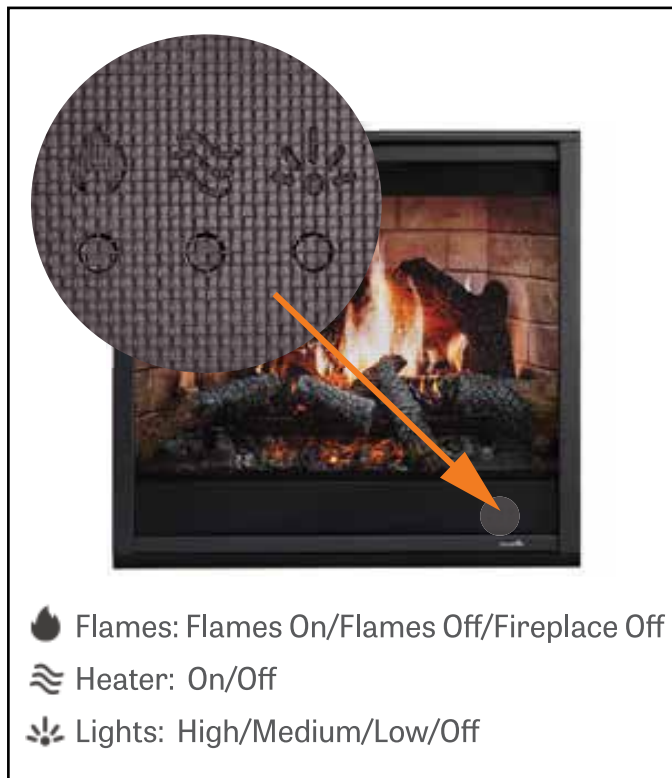 Flames: Flames On/Flames Off/Fireplace Off
Heater: On/Off
Lights: High/Medium/Low/Off